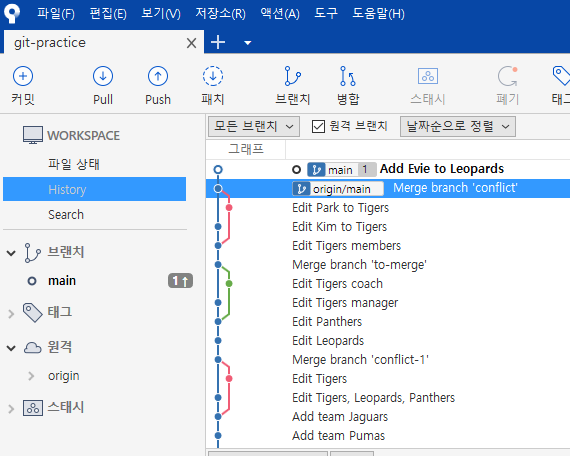 파일(F) 편집(E) 보기(V) 저장소(R) 액션(A) 도구 도움말(H)
git-practice
커밋 Pull Push 패치 브랜치 병합 스태시 폐기 태그
WORKSPACE
파일 상태
History
Search
브랜치
main 1↑
태그
원격
origin
스태시
모든 브랜치 원격 브랜치 날짜순으로 정렬
그래프
main 1 Add Evie to Leopards
origin/main Merge branch 'conflict'
Edit Park to Tigers
Edit Kim to Tigers
Edit Tigers members
Merge branch 'to-merge'
Edit Tigers coach
Edit Tigers manager
Edit Panthers
Edit Leopards
Merge branch 'conflict-1'
Edit Tigers
Edit Tigers, Leopards, Panthers
Add team Jaguars
Add team Pumas